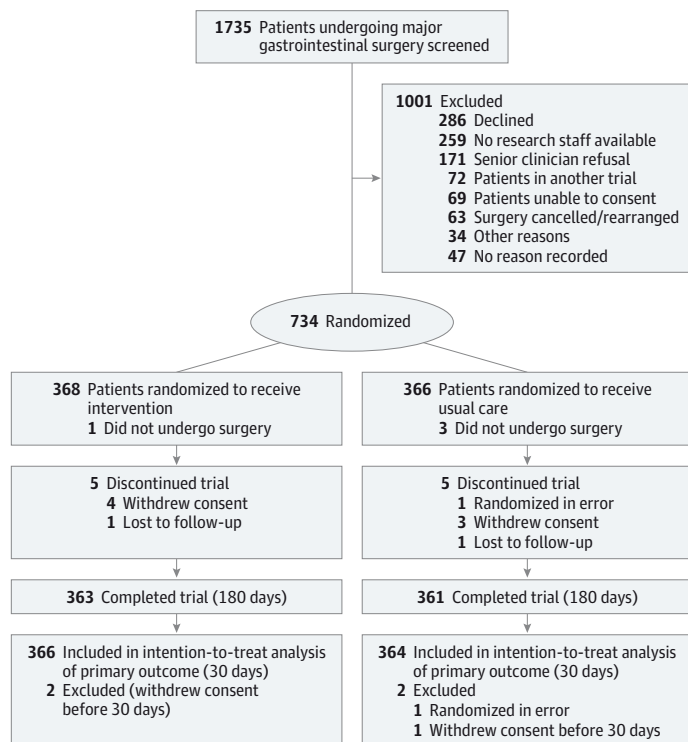 1735 Patients undergoing major
gastrointestinal surgery screened
1001 Excluded
286 Declined
259 No research staff available
171 Senior clinician refusal
72 Patients in another trial
69 Patients unable to consent
63 Surgery cancelled/rearranged
34 Other reasons
47 No reason recorded
734 Randomized
368 Patients randomized to receive
intervention
1 Did not undergo surgery
366 Patients randomized to receive
usual care
3 Did not undergo surgery
5 Discontinued trial
4 Withdrew consent
1 Lost to follow-up
5 Discontinued trial
1 Randomized in error
3 Withdrew consent
1 Lost to follow-up
363 Completed trial (180 days)
361 Completed trial (180 days)
366 Included in intention-to-treat analysis
of primary outcome (30 days)
2 Excluded (withdrew consent
before 30 days)
364 Included in intention-to-treat analysis
of primary outcome (30 days)
2 Excluded
1 Randomized in error
1 Withdrew consent before 30 days